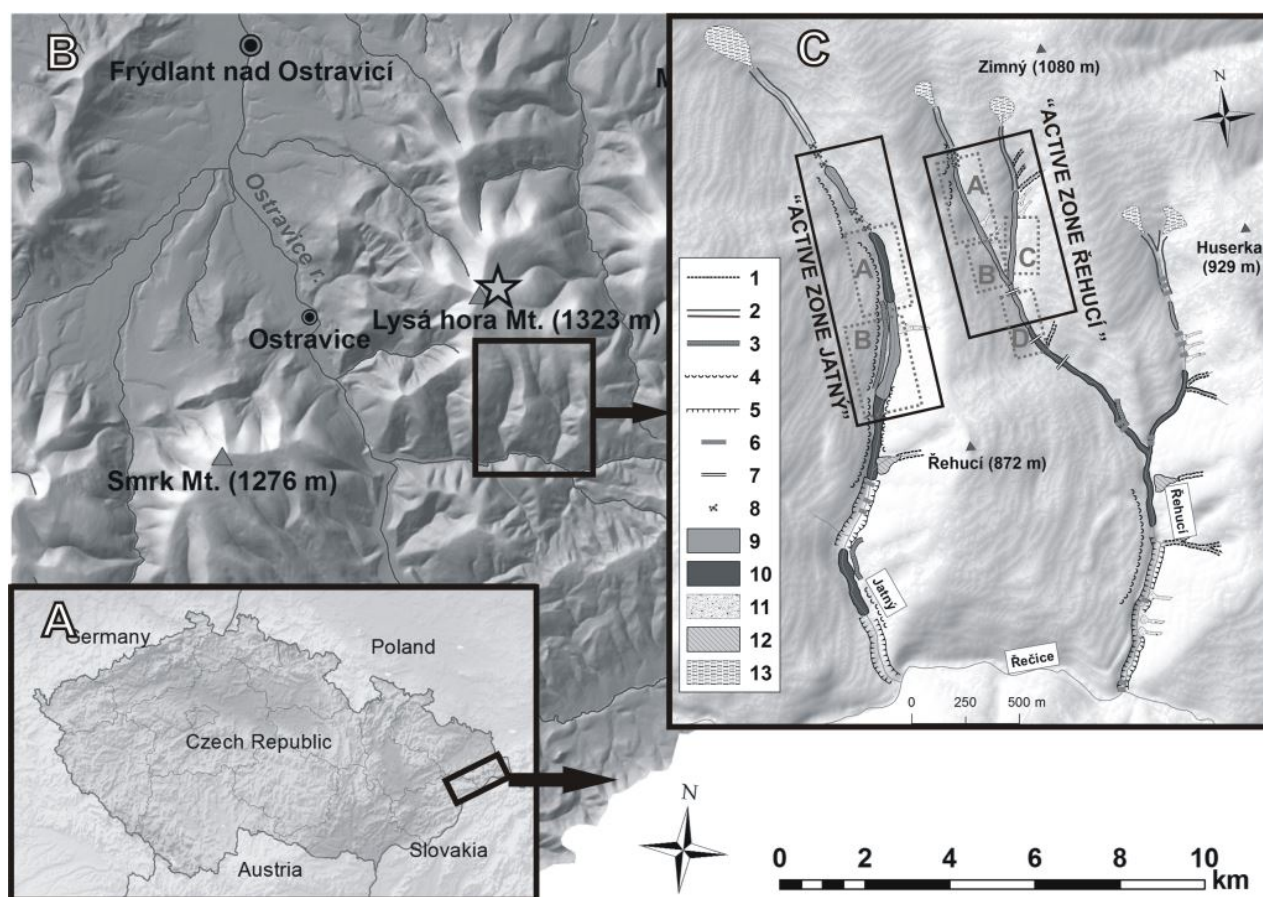 B
Frýdlant nad Ostravicí
M
Ostravice r.
Ostravice
Lysá hora Mt. (1323 m)
Smrk Mt. (1276 m)
A
Germany
Poland
Czech Republic
Slovakia
Austria
C
Zimný (1080 m)
N
"ACTIVE ZONE JATNÝ"
A
B
"ACTIVE ZONE ŘEHUCÍ"
A
B
C
D
Huserka
(929 m)
Řehucí (872 m)
Řehucí
Jatný
Řečice
0 250 500 m
1
2
3
4
5
6
7
8
9
10
11
12
13
N
0 2 4 6 8 10
km